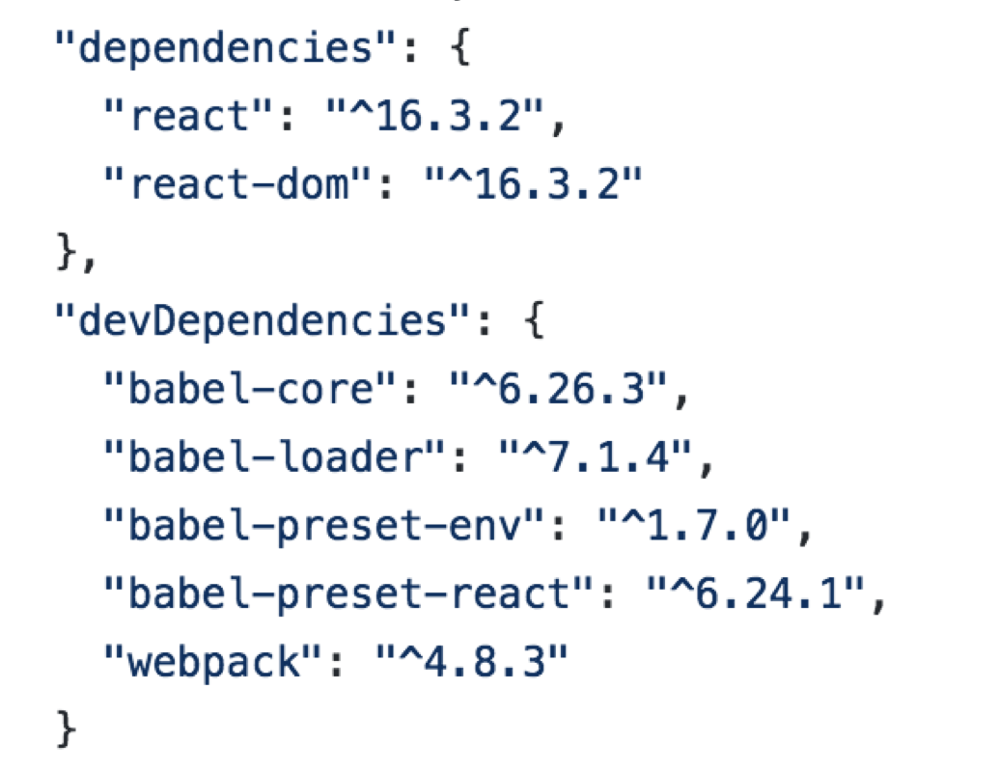 "dependencies": {
"react": "^16.3.2",
"react-dom": "^16.3.2"
},
"devDependencies": {
"babel-core": "^6.26.3",
"babel-loader": "^7.1.4",
"babel-preset-env": "^1.7.0",
"babel-preset-react": "^6.24.1",
"webpack": "^4.8.3"
}